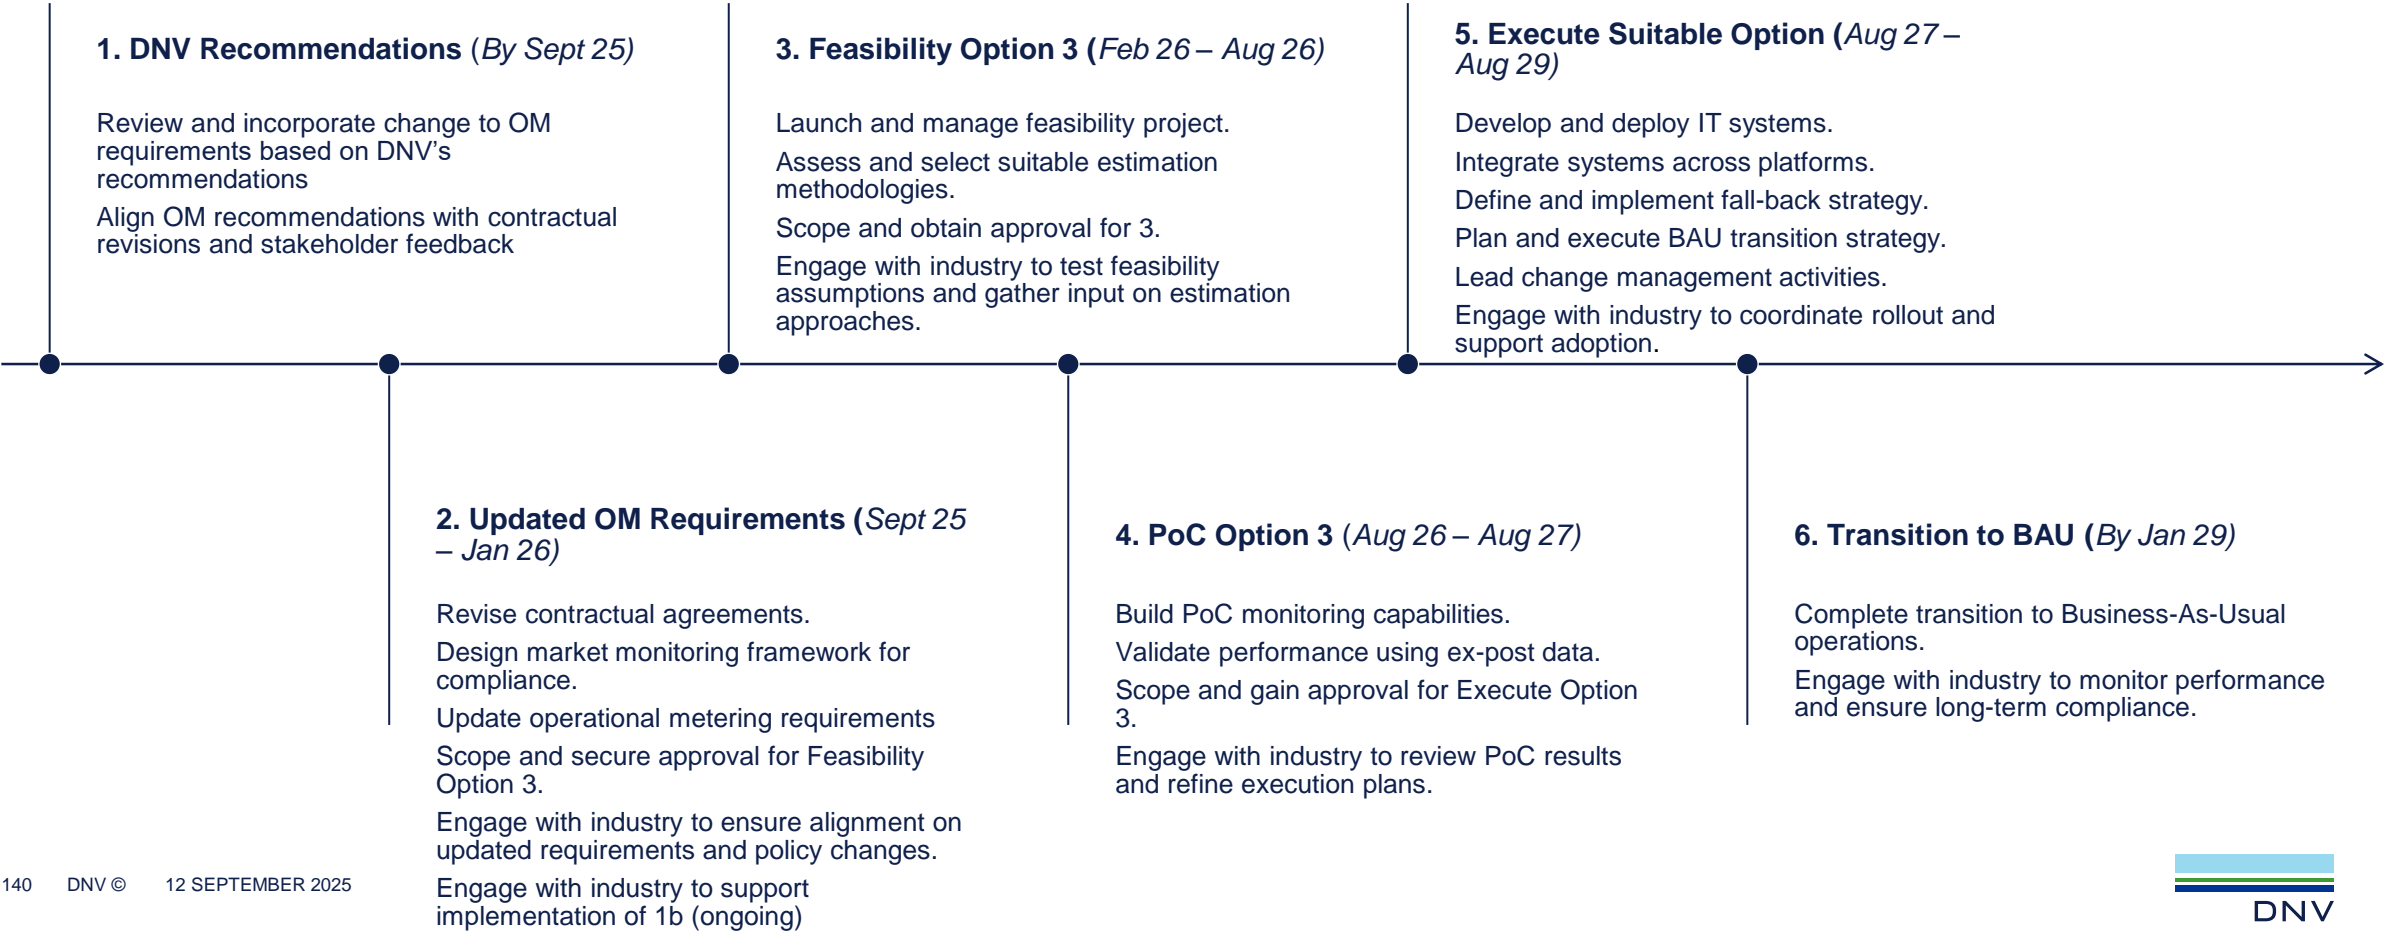 1. DNV Recommendations (By Sept 25)
Review and incorporate change to OM
requirements based on DNV’s
recommendations
Align OM recommendations with contractual
revisions and stakeholder feedback
2. Updated OM Requirements (Sept 25
– Jan 26)
Revise contractual agreements.
Design market monitoring framework for
compliance.
Update operational metering requirements
Scope and secure approval for Feasibility
Option 3.
Engage with industry to ensure alignment on
updated requirements and policy changes.
Engage with industry to support
implementation of 1b (ongoing)
3. Feasibility Option 3 (Feb 26 – Aug 26)
Launch and manage feasibility project.
Assess and select suitable estimation
methodologies.
Scope and obtain approval for 3.
Engage with industry to test feasibility
assumptions and gather input on estimation
approaches.
4. PoC Option 3 (Aug 26 – Aug 27)
Build PoC monitoring capabilities.
Validate performance using ex-post data.
Scope and gain approval for Execute Option
3.
Engage with industry to review PoC results
and refine execution plans.
5. Execute Suitable Option (Aug 27 –
Aug 29)
Develop and deploy IT systems.
Integrate systems across platforms.
Define and implement fall-back strategy.
Plan and execute BAU transition strategy.
Lead change management activities.
Engage with industry to coordinate rollout and
support adoption.
6. Transition to BAU (By Jan 29)
Complete transition to Business-As-Usual
operations.
Engage with industry to monitor performance
and ensure long-term compliance.
140 DNV © 12 SEPTEMBER 2025
DNV